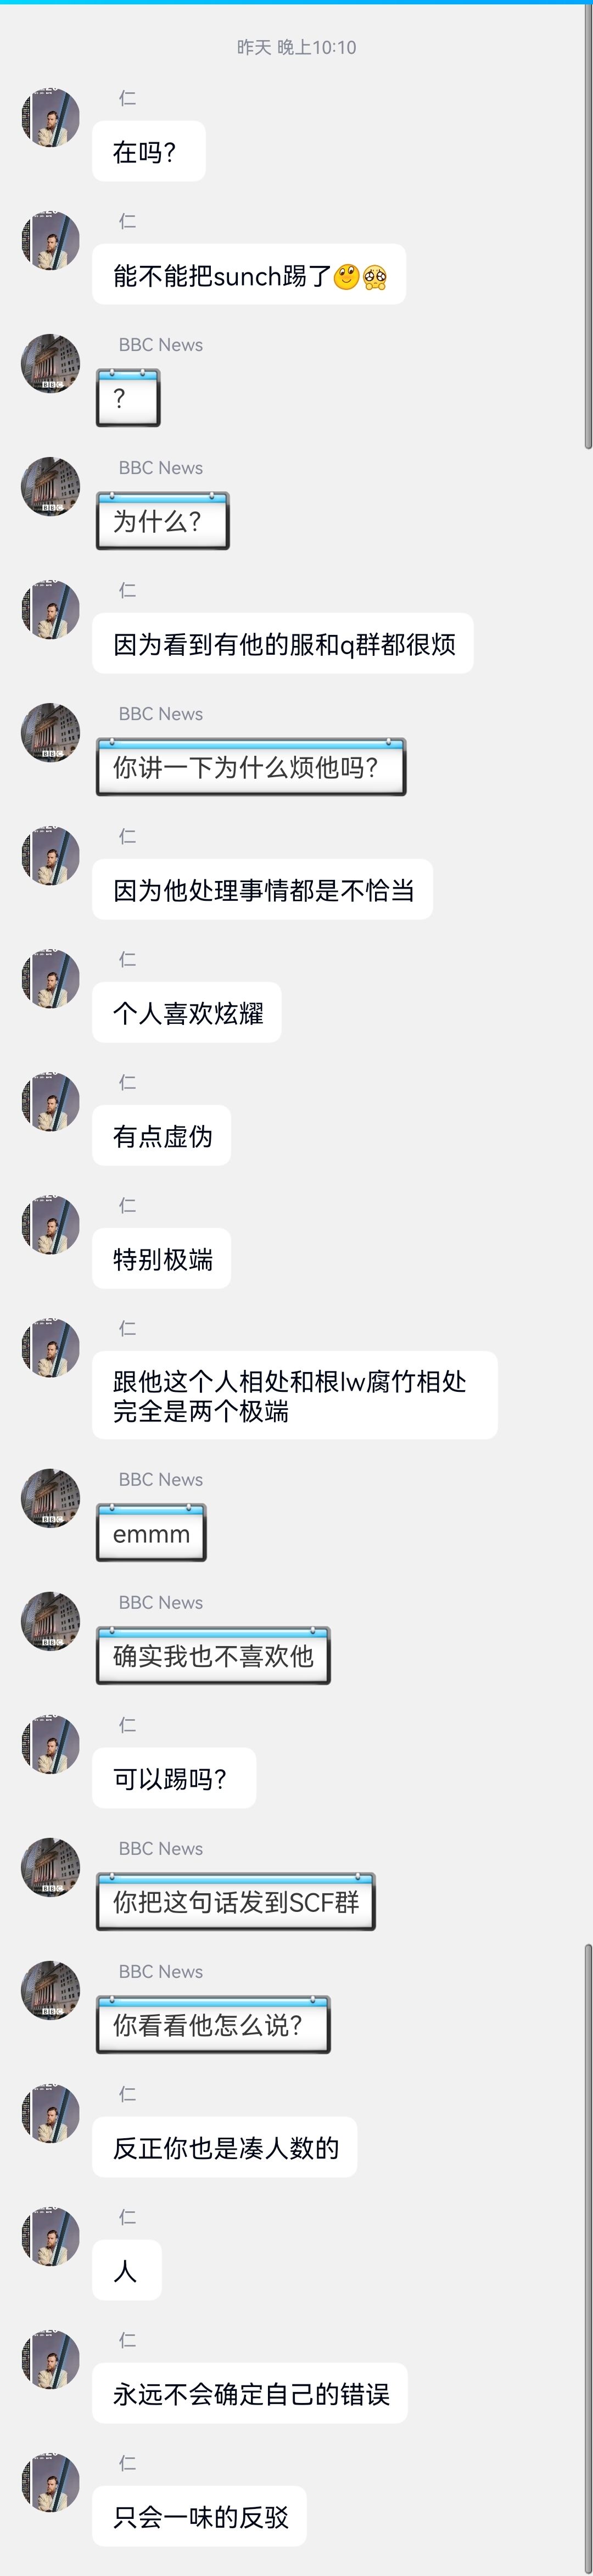 昨天 晚上10:10
仁
在吗？
仁
能不能把sunch踢了
BBC News
？
BBC News
为什么？
仁
因为看到有他的服和q群都很烦
BBC News
你讲一下为什么烦他吗？
仁
因为他处理事情都是不恰当
仁
个人喜欢炫耀
仁
有点虚伪
仁
特别极端
仁
跟他这个人相处和根lw腐竹相处
完全是两个极端
BBC News
emmm
BBC News
确实我也不喜欢他
仁
可以踢吗？
BBC News
你把这句话发到SCF群
BBC News
你看看他怎么说？
仁
反正你也是凑人数的
仁
人
仁
永远不会确定自己的错误
仁
只会一味的反驳